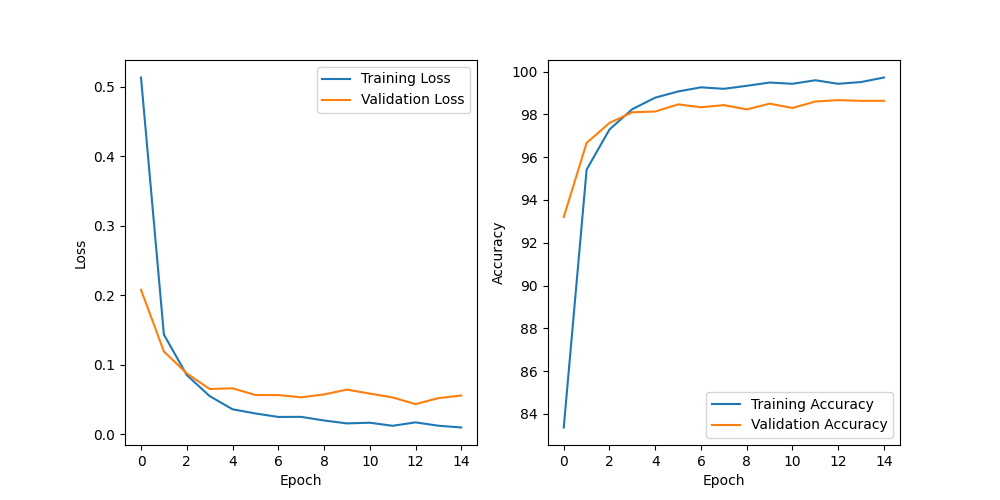 Training Loss
Validation Loss
0.5
0.4
0.3
0.2
0.1
0.0
Loss
0 2 4 6 8 10 12 14
Epoch
100
98
96
94
92
90
88
86
84
Accuracy
Training Accuracy
Validation Accuracy
0 2 4 6 8 10 12 14
Epoch